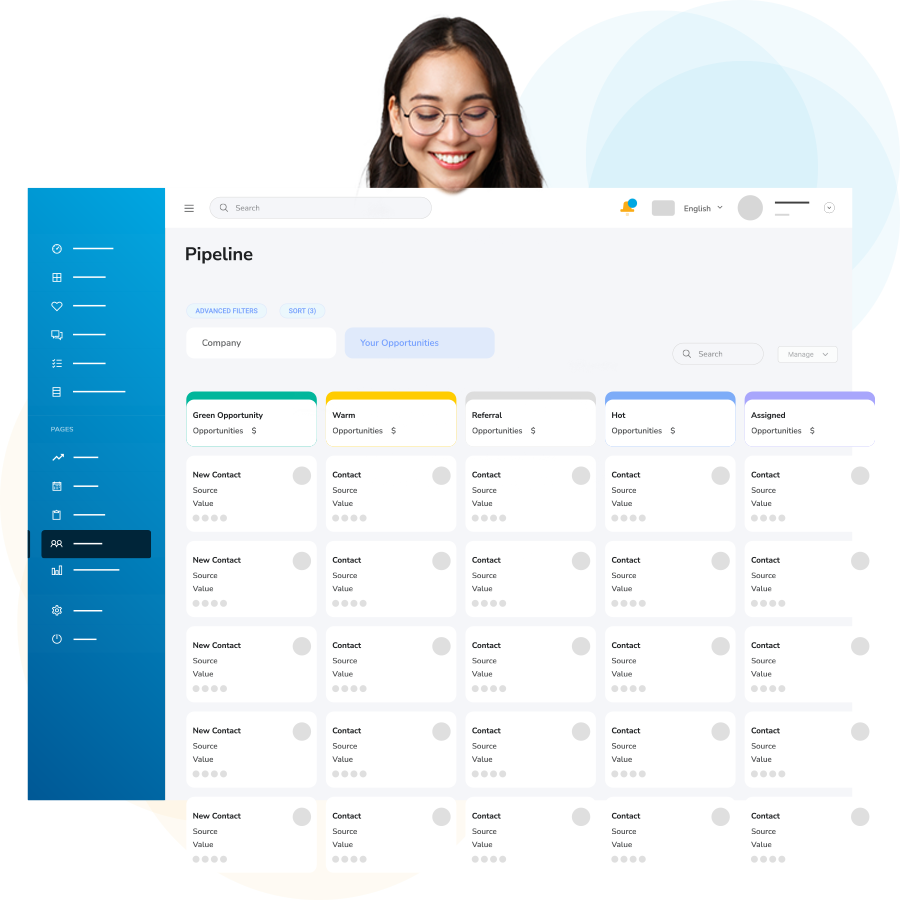 Search
English
Pipeline
ADVANCED FILTERS
SORT (3)
Company
Your Opportunities
Search
Manage
PAGES
Green Opportunity
Opportunities $
Warm
Opportunities $
Referral
Opportunities $
Hot
Opportunities $
Assigned
Opportunities $
New Contact
Source
Value
Contact
Source
Value
Contact
Source
Value
Contact
Source
Value
Contact
Source
Value
New Contact
Source
Value
Contact
Source
Value
Contact
Source
Value
Contact
Source
Value
Contact
Source
Value
New Contact
Source
Value
Contact
Source
Value
Contact
Source
Value
Contact
Source
Value
Contact
Source
Value
New Contact
Source
Value
Contact
Source
Value
Contact
Source
Value
Contact
Source
Value
Contact
Source
Value
New Contact
Source
Value
Contact
Source
Value
Contact
Source
Value
Contact
Source
Value
Contact
Source
Value